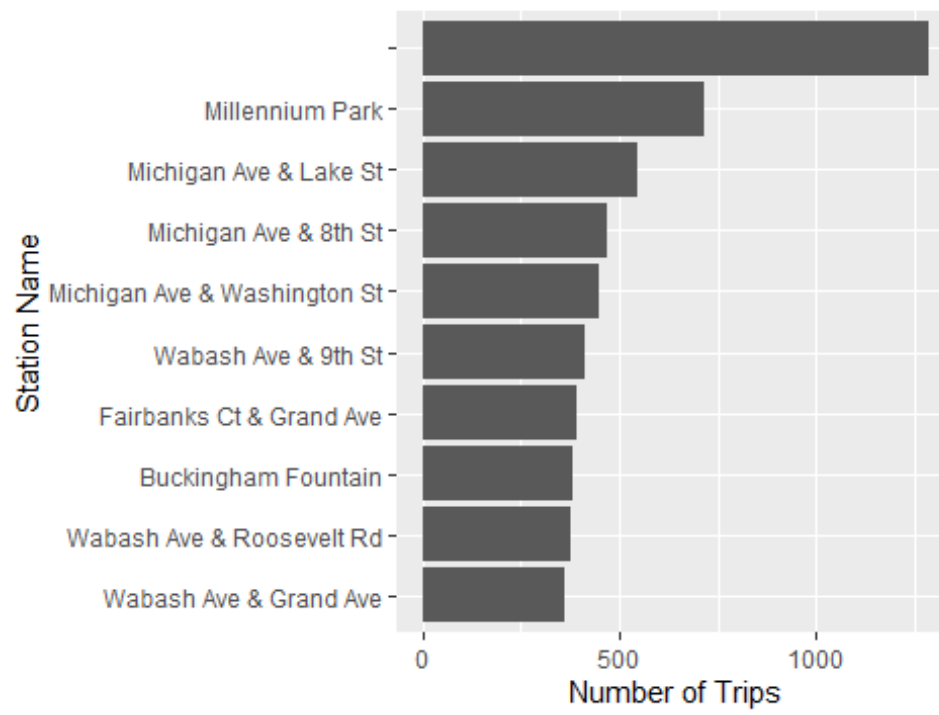 Millennium Park
Michigan Ave & Lake St
Michigan Ave & 8th St
Michigan Ave & Washington St
Wabash Ave & 9th St
Fairbanks Ct & Grand Ave
Buckingham Fountain
Wabash Ave & Roosevelt Rd
Wabash Ave & Grand Ave
Station Name
0 500 1000
Number of Trips